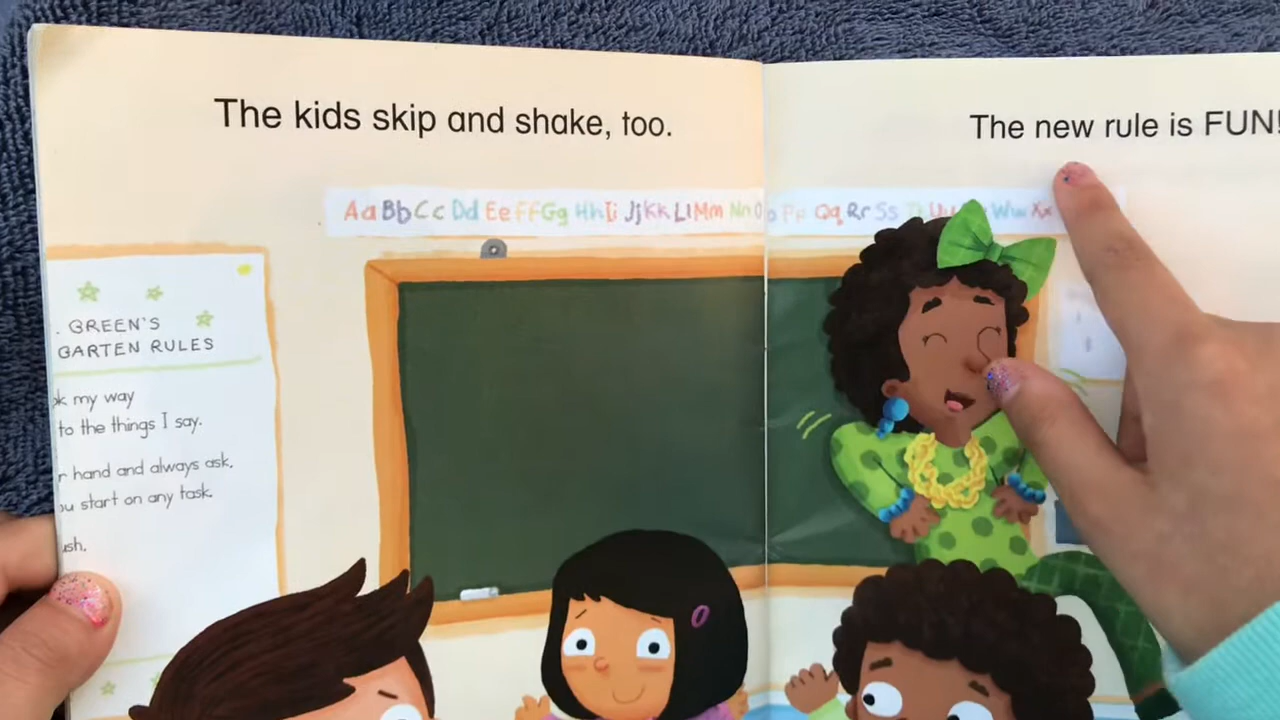 The kids skip and shake, too.
The new rule is FUN!
Aa Bb Cc Dd Ee Ff Gg Hh Ii Jj Kk Ll Mm Nn O Pp Qq Rr Ss Ww Xx
. GREEN'S
GARTEN RULES
my way
to the things I say.
hand and always ask,
start on any task.